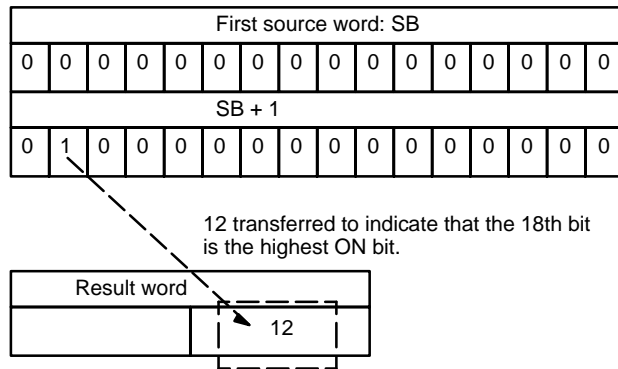 First source word: SB
0 0 0 0 0 0 0 0 0 0 0 0 0 0 0 0
SB + 1
0 1 0 0 0 0 0 0 0 0 0 0 0 0 0 0
12 transferred to indicate that the 18th bit
is the highest ON bit.
Result word
12